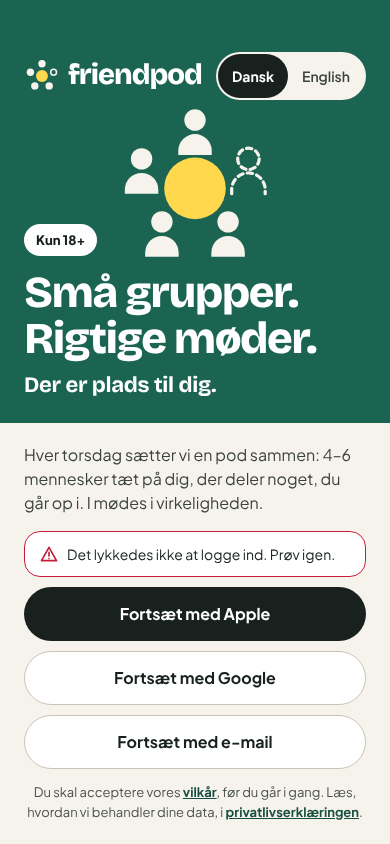 friendpod
Dansk
English
Kun 18+
Små grupper.
Rigtige møder.
Der er plads til dig.
Hver torsdag sætter vi en pod sammen: 4–6
mennesker tæt på dig, der deler noget, du
går op i. I mødes i virkeligheden.
Det lykkedes ikke at logge ind. Prøv igen.
Fortsæt med Apple
Fortsæt med Google
Fortsæt med e-mail
Du skal acceptere vores vilkår, før du går i gang. Læs,
hvordan vi behandler dine data, i privatlivserklæringen.